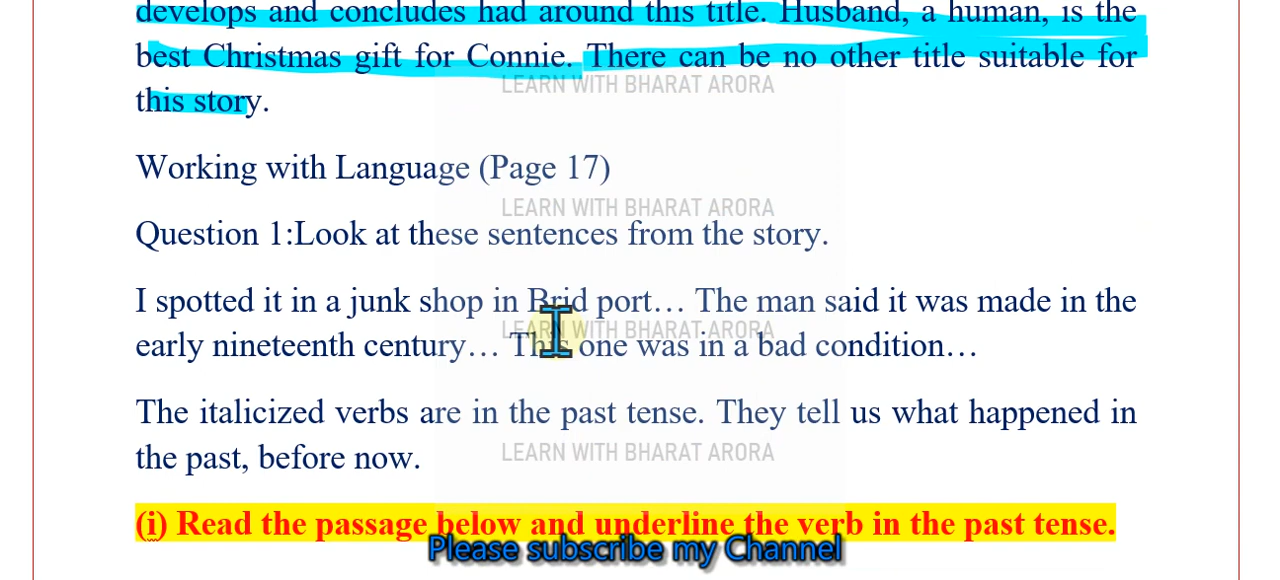 develops and concludes had around this title. Husband, a human, is the
best Christmas gift for Connie. There can be no other title suitable for
LEARN WITH BHARAT ARORA
this story.
Working with Language (Page 17)
LEARN WITH BHARAT ARORA
Question 1:Look at these sentences from the story.
I spotted it in a junk shop in Brid port… The man said it was made in the
LEARN WITH BHARAT ARORA
early nineteenth century… This one was in a bad condition…
The italicized verbs are in the past tense. They tell us what happened in
the past, before now.
LEARN WITH BHARAT ARORA
(i) Read the passage below and underline the verb in the past tense.
Please subscribe my Channel